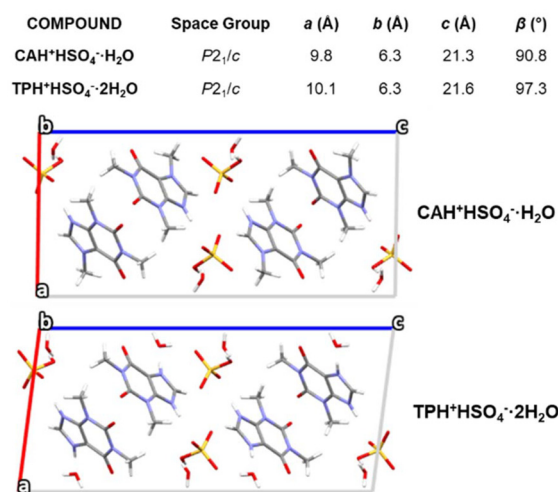 COMPOUND Space Group a (Å) b (Å) c (Å) β (°)
CAH⁺HSO₄⁻·H₂O P2₁/c 9.8 6.3 21.3 90.8
TPH⁺HSO₄⁻·2H₂O P2₁/c 10.1 6.3 21.6 97.3
b c
CAH⁺HSO₄⁻·H₂O
a
b c
TPH⁺HSO₄⁻·2H₂O
a